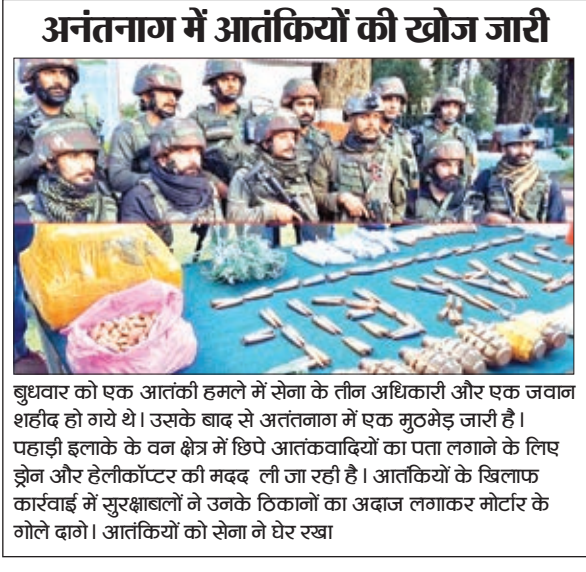 अनंतनाग में आतंकियों की खोज जारी
बुधवार को एक आतंकी हमले में सेना के तीन अधिकारी और एक जवान
शहीद हो गये थे। उसके बाद से अतंतनाग में एक मुठभेड़ जारी है।
पहाड़ी इलाके के वन क्षेत्र में छिपे आतंकवादियों का पता लगाने के लिए
ड्रोन और हेलीकॉप्टर की मदद ली जा रही है। आतंकियों के खिलाफ
कार्रवाई में सुरक्षाबलों ने उनके ठिकानों का अदाज लगाकर मोर्टार के
गोले दागे। आतंकियों को सेना ने घेर रखा